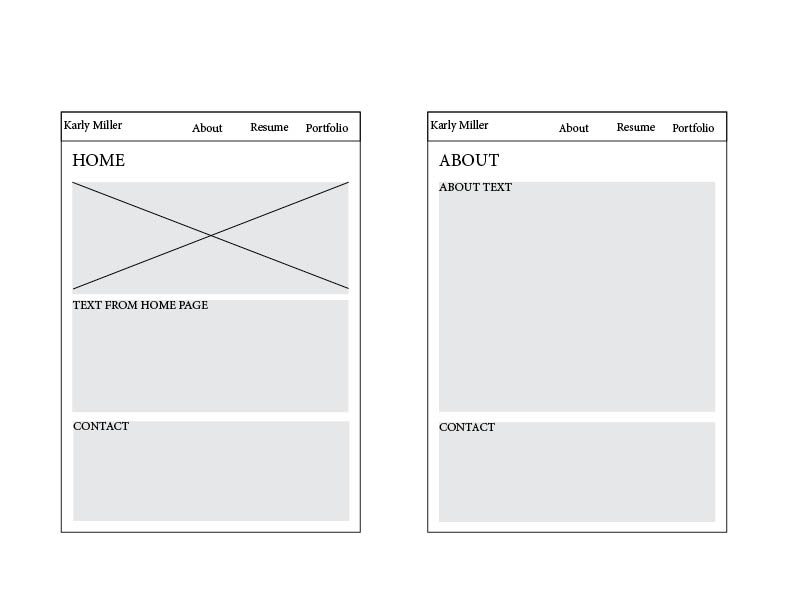 Karly Miller About Resume Portfolio
HOME
TEXT FROM HOME PAGE
CONTACT
Karly Miller About Resume Portfolio
ABOUT
ABOUT TEXT
CONTACT